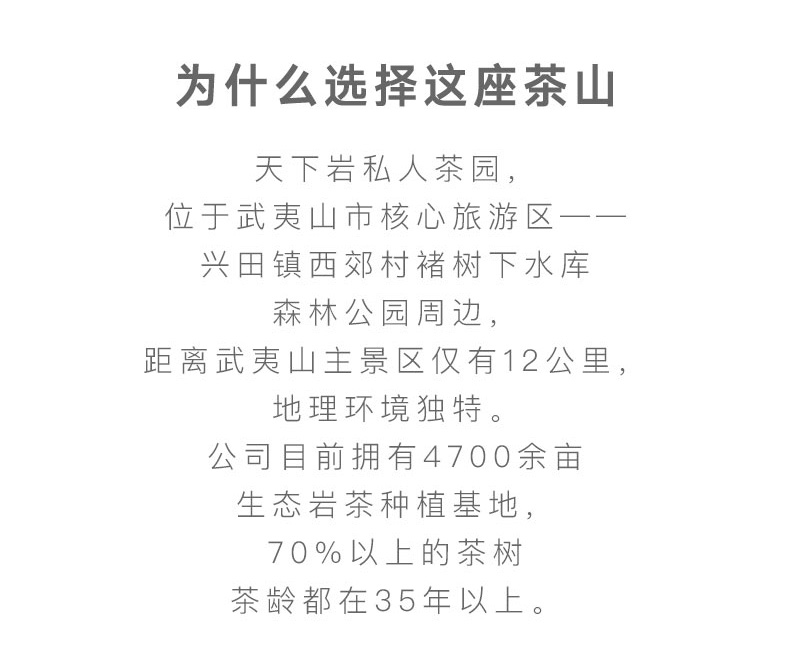 为什么选择这座茶山
天下岩私人茶园,
位于武夷山市核心旅游区——
兴田镇西郊村褚树下水库
森林公园周边,
距离武夷山主景区仅有12公里,
地理环境独特。
公司目前拥有4700余亩
生态岩茶种植基地,
70%以上的茶树
茶龄都在35年以上。